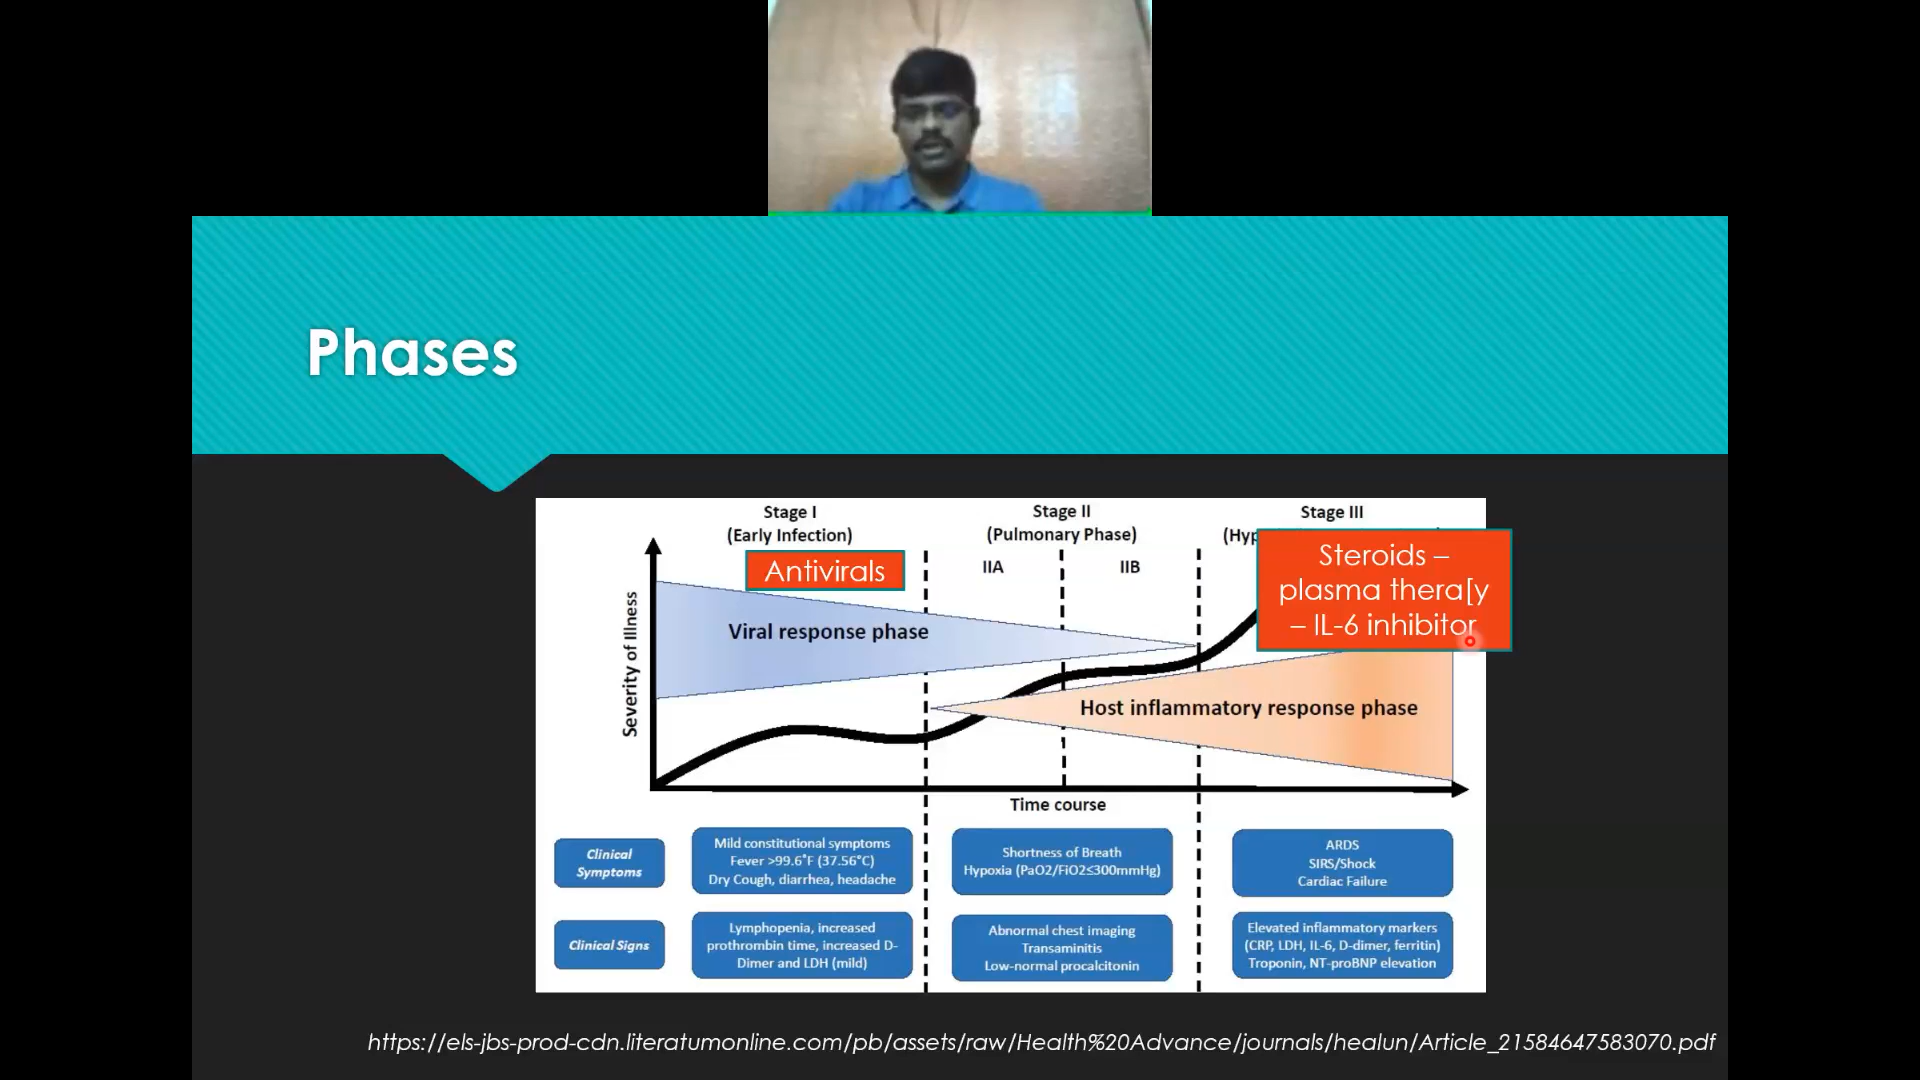 Phases
Stage I
(Early Infection)
Stage II
(Pulmonary Phase)
Stage III
(Hyp
Antivirals
IIA
IIB
Steroids –
plasma thera[y
– IL-6 inhibitor
Severity of Illness
Viral response phase
Host inflammatory response phase
Time course
Clinical
Symptoms
Mild constitutional symptoms
Fever >99.6°F (37.56°C)
Dry Cough, diarrhea, headache
Shortness of Breath
Hypoxia (PaO2/FiO2≤300mmHg)
ARDS
SIRS/Shock
Cardiac Failure
Clinical Signs
Lymphopenia, increased
prothrombin time, increased D-
Dimer and LDH (mild)
Abnormal chest imaging
Transaminitis
Low-normal procalcitonin
Elevated inflammatory markers
(CRP, LDH, IL-6, D-dimer, ferritin)
Troponin, NT-proBNP elevation
https://els-jbs-prod-cdn.literatumonline.com/pb/assets/raw/Health%20Advance/journals/healun/Article_21584647583070.pdf